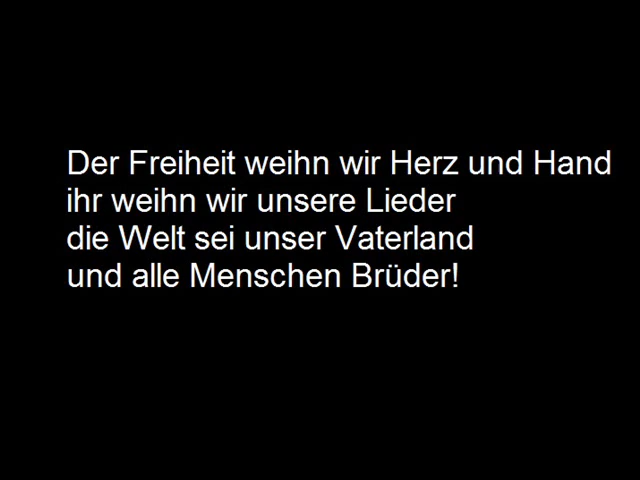 Der Freiheit weihn wir Herz und Hand
ihr weihn wir unsere Lieder
die Welt sei unser Vaterland
und alle Menschen Brüder!